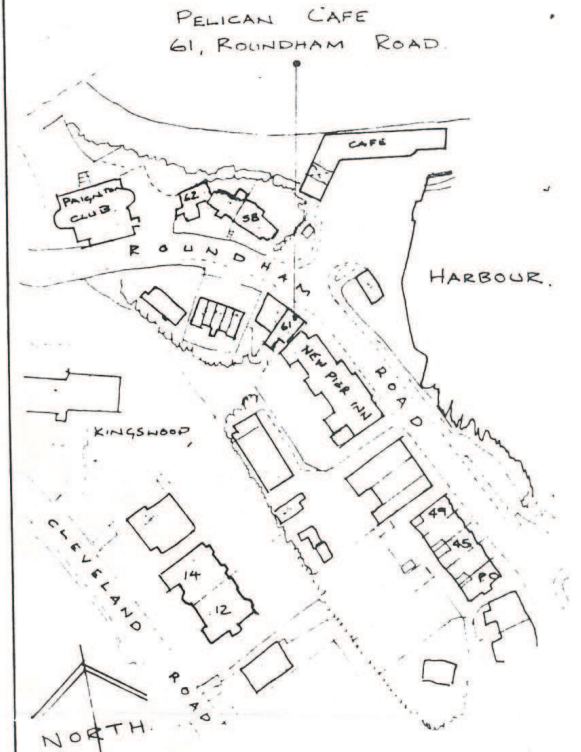 PELICAN CAFE
61, ROUNDHAM ROAD.
CAFE
PAIGNTON
CLUB
62
58
ROUNDHAM
ROAD
HARBOUR.
61
NEW PIER INN
KINGSWOOD
CLEVELAND
ROAD
49
45
PC
14
12
NORTH.